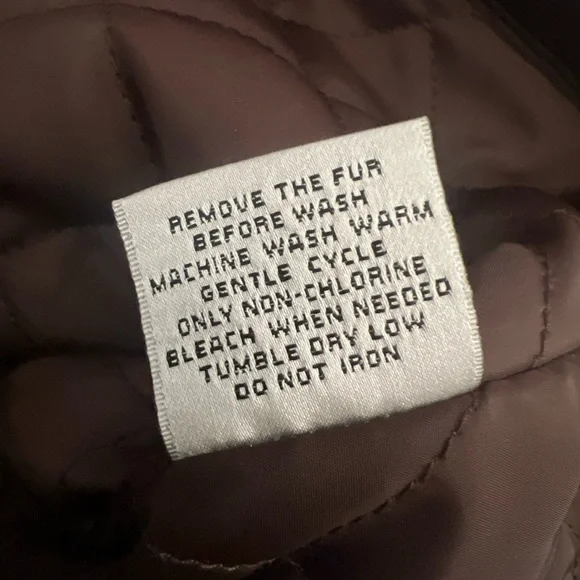 REMOVE THE FUR
BEFORE WASH
MACHINE WASH WARM
GENTLE CYCLE
ONLY NON-CHLORINE
BLEACH WHEN NEEDED
TUMBLE DRY LOW
DO NOT IRON